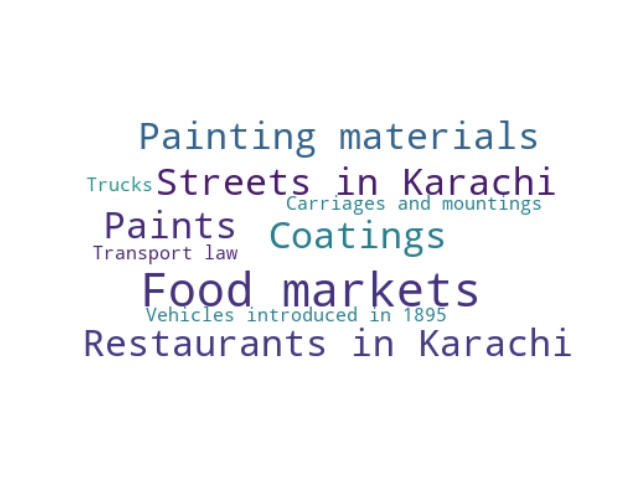 Painting materials
Trucks
Streets in Karachi
Carriages and mountings
Paints
Coatings
Transport law
Food markets
Vehicles introduced in 1895
Restaurants in Karachi